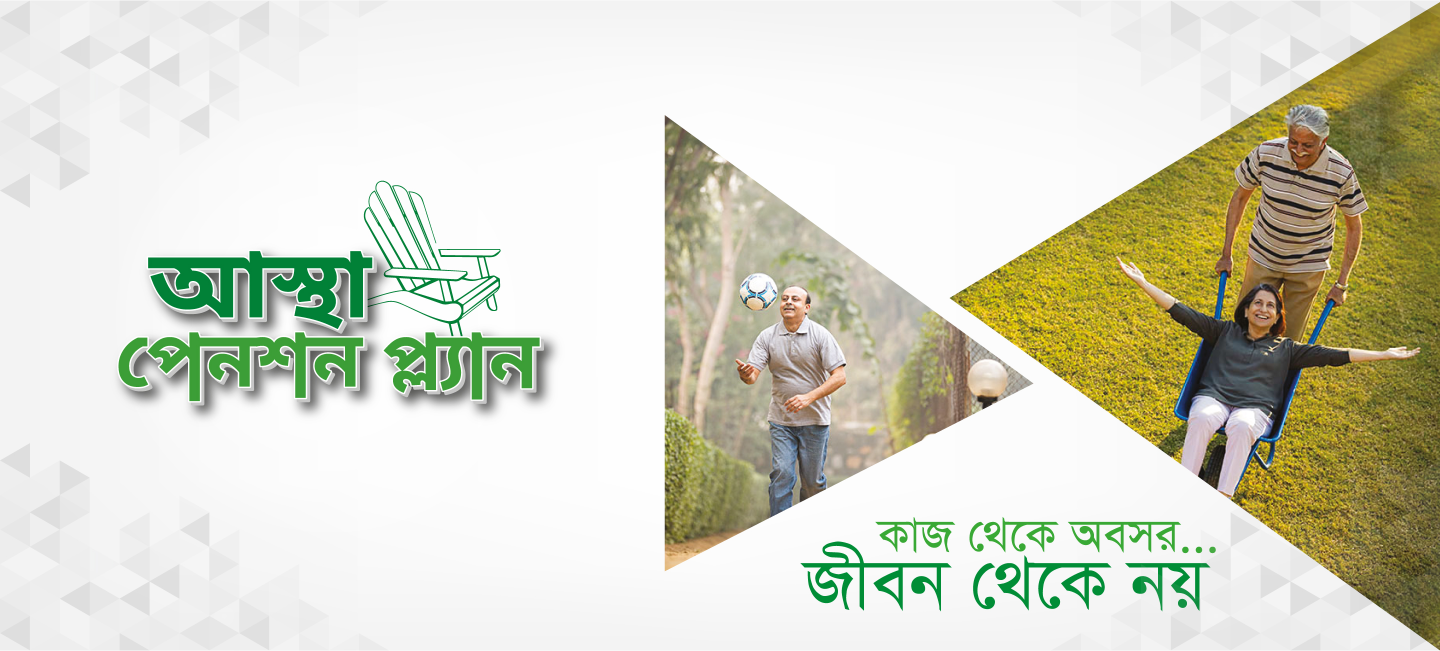 আস্থা
পেনশন প্ল্যান
কাজ থেকে অবসর...
জীবন থেকে নয়